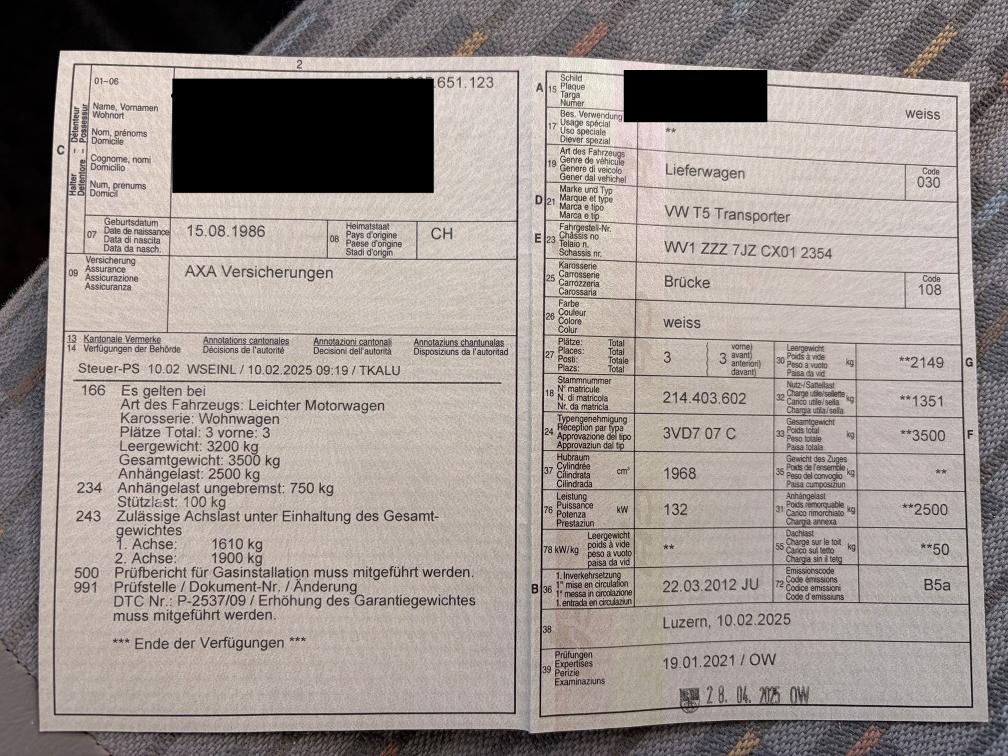 2
C
Halter – Détenteur
Detentore – Possessur
01–06
.651.123
Name, Vornamen
Wohnort
Nom, prénoms
Domicile
Cognome, nomi
Domicilio
Num, prenums
Domicil
07
Geburtsdatum
Date de naissance
Data di nascita
Data da nasch.
15.08.1986
08
Heimatstaat
Pays d'origine
Paese d'origine
Stadi d'origin
CH
09
Versicherung
Assurance
Assicurazione
Assicuranza
AXA Versicherungen
13 Kantonale Vermerke Annotations cantonales Annotazioni cantonali Annotaziuns chantunalas
14 Verfügungen der Behörde Décisions de l'autorité Decisioni dell'autorità Disposiziuns da l'autoritad
Steuer-PS 10.02 WSEINL / 10.02.2025 09:19 / TKALU
166 Es gelten bei
Art des Fahrzeugs: Leichter Motorwagen
Karosserie: Wohnwagen
Plätze Total: 3 vorne: 3
Leergewicht: 3200 kg
Gesamtgewicht: 3500 kg
Anhängelast: 2500 kg
234 Anhängelast ungebremst: 750 kg
Stützlast: 100 kg
243 Zulässige Achslast unter Einhaltung des Gesamt-
gewichtes
1. Achse: 1610 kg
2. Achse: 1900 kg
500 Prüfbericht für Gasinstallation muss mitgeführt werden.
991 Prüfstelle / Dokument-Nr. / Änderung
DTC Nr.: P-2537/09 / Erhöhung des Garantiegewichtes
muss mitgeführt werden.
*** Ende der Verfügungen ***
A 15
Schild
Plaque
Targa
Numer
weiss
17
Bes. Verwendung
Usage spécial
Uso speciale
Diever spezial
**
19
Art des Fahrzeugs
Genre de véhicule
Genere di veicolo
Gener dal vehichel
Lieferwagen
Code
030
D 21
Marke und Typ
Marque et type
Marca e tipo
Marca e tip
VW T5 Transporter
E 23
Fahrgestell-Nr.
Châssis no
Telaio n.
Schassis nr.
WV1 ZZZ 7JZ CX01 2354
25
Karosserie
Carrosserie
Carrozzeria
Carossaria
Brücke
Code
108
26
Farbe
Couleur
Colore
Colur
weiss
27
Plätze: Total
Places: Total
Posti: Totale
Plazs: Total
3
3
vorne)
avant)
anteriori)
davant)
30
Leergewicht
Poids à vide
Peso a vuoto
Paisa da vid
kg
**2149
G
18
Stammnummer
N° matricule
N. di matricola
Nr. da matricla
214.403.602
32
Nutz-/Sattellast
Charge utile/sellette
Carico utile/sella
Chargia utila/sella
kg
**1351
24
Typengenehmigung
Réception par type
Approvazione del tipo
Approvaziun dal tip
3VD7 07 C
33
Gesamtgewicht
Poids total
Peso totale
Paisa totala
kg
**3500
F
37
Hubraum
Cylindrée
Cilindrata
Cilindrada
cm³
1968
35
Gewicht des Zuges
Poids de l'ensemble
Peso del convoglio
Paisa cumposiziun
kg
**
76
Leistung
Puissance
Potenza
Prestaziun
kW
132
31
Anhängelast
Poids remorquable
Carico rimorchiato
Chargia annexa
kg
**2500
78 kW/kg
Leergewicht
poids à vide
peso a vuoto
paisa da vid
**
55
Dachlast
Charge sur le toit
Carico sul tetto
Chargia sin il tetg
kg
**50
B 36
1. Inverkehrsetzung
1re mise en circulation
1a messa in circolazione
1. entrada en circulaziun
22.03.2012 JU
72
Emissionscode
Code émissions
Codice emissioni
Code d'emissiuns
B5a
38
Luzern, 10.02.2025
39
Prüfungen
Expertises
Perizie
Examinaziuns
19.01.2021 / OW
28. 04. 2025 OW